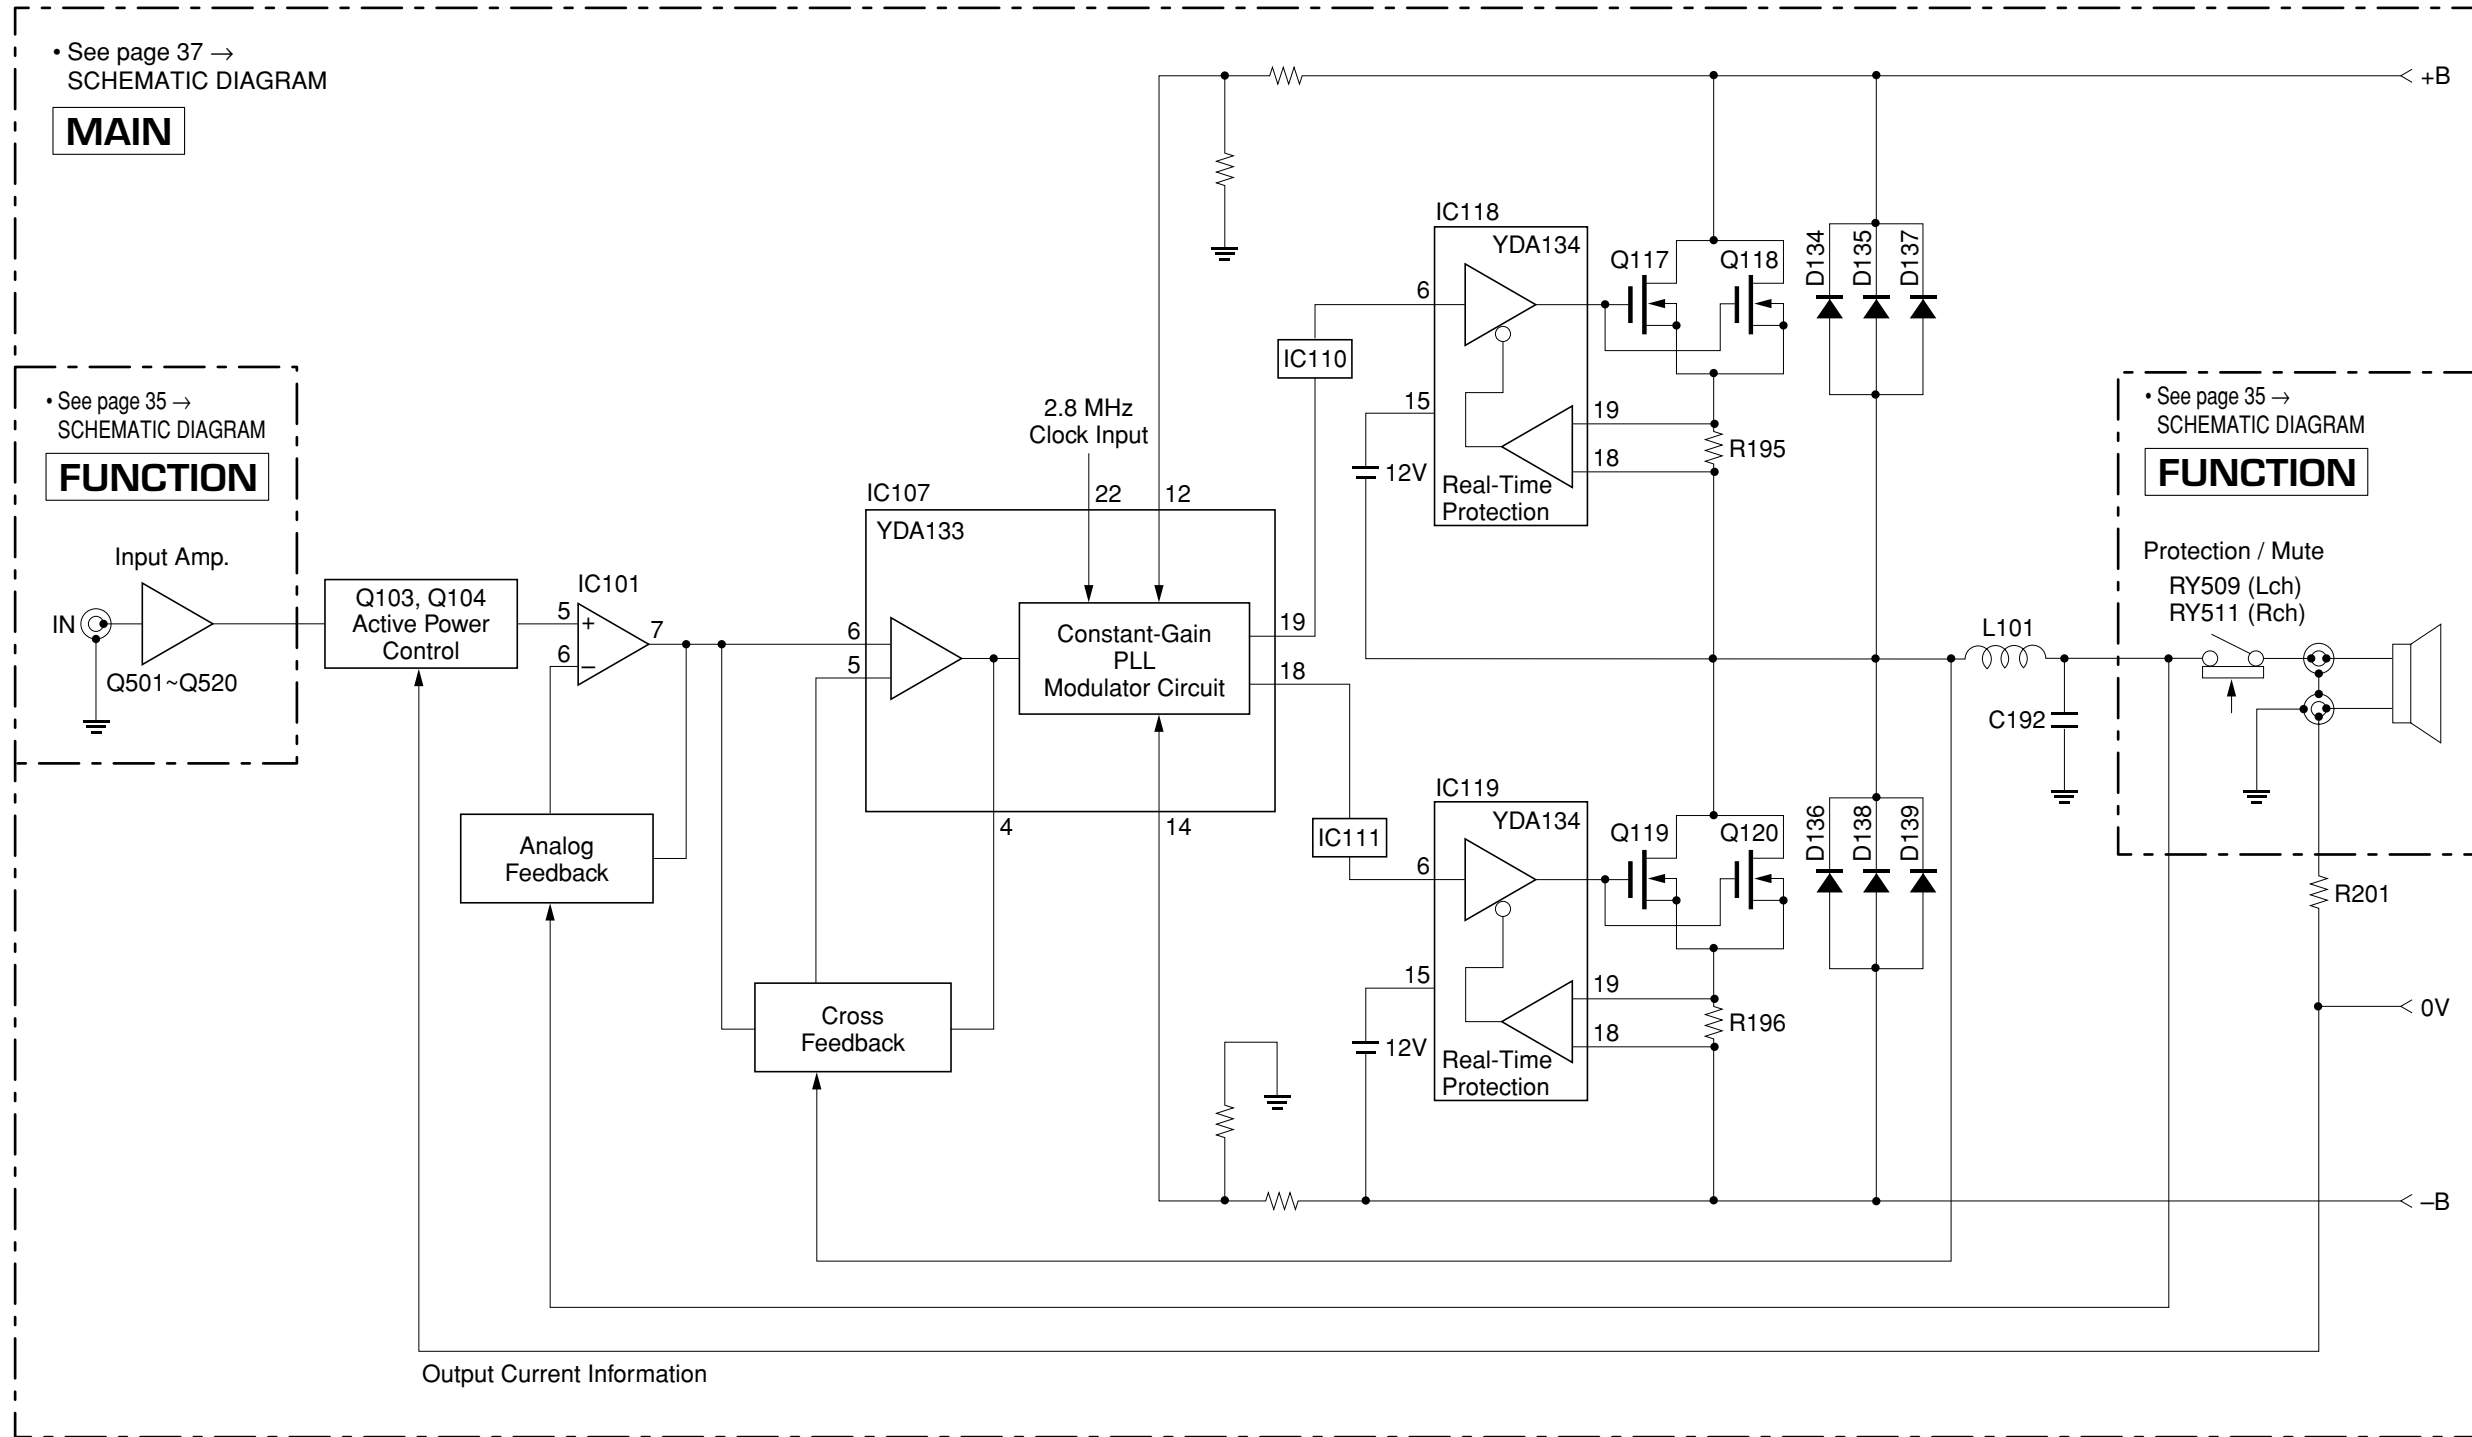 • See page 37 →
SCHEMATIC DIAGRAM
MAIN
+B
IC118
YDA134
Q117
Q118
D134
D135
D137
6
IC110
15
19
R195
18
12V
Real-Time
Protection
• See page 35 →
SCHEMATIC DIAGRAM
FUNCTION
Input Amp.
IN
Q501~Q520
Q103, Q104
Active Power
Control
IC101
5
+
6
–
7
2.8 MHz
Clock Input
22
12
IC107
YDA133
6
5
Constant-Gain
PLL
Modulator Circuit
19
18
4
14
• See page 35 →
SCHEMATIC DIAGRAM
FUNCTION
Protection / Mute
RY509 (Lch)
RY511 (Rch)
L101
C192
Analog
Feedback
Cross
Feedback
IC111
IC119
YDA134
Q119
Q120
D136
D138
D139
6
15
19
R196
18
12V
Real-Time
Protection
R201
0V
–B
Output Current Information